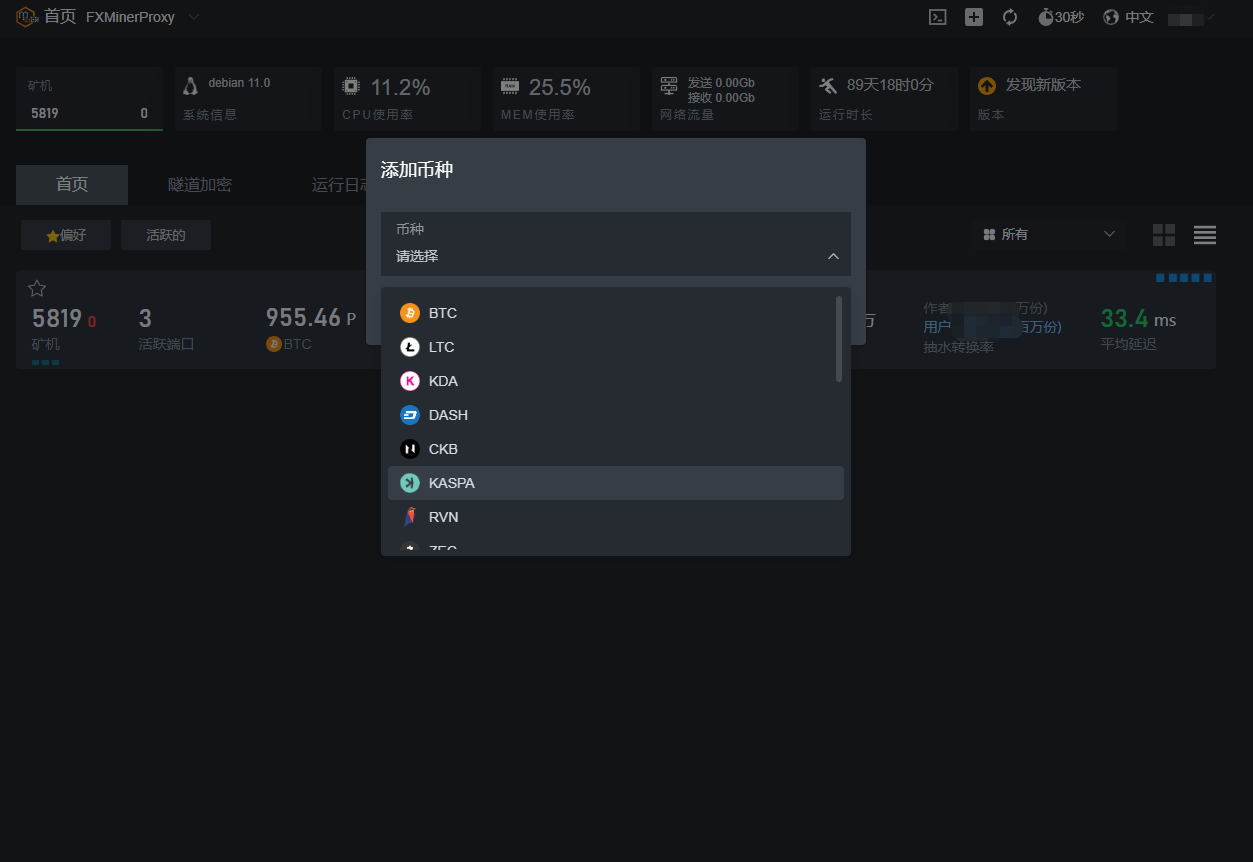 首页 FXMinerProxy 30秒 中文
矿机
5819 0
debian 11.0
系统信息
11.2%
CPU使用率
25.5%
MEM使用率
发送 0.00Gb
接收 0.00Gb
网络流量
89天18时0分
运行时长
发现新版本
版本
首页 隧道加密 运行日志
偏好 活跃的 所有
5819 0
矿机
3
活跃端口
955.46 P
BTC
万
作者 万份)
用户 百万份)
抽水转换率
33.4 ms
平均延迟
添加币种
币种
请选择
BTC
LTC
KDA
DASH
CKB
KASPA
RVN
ZEC